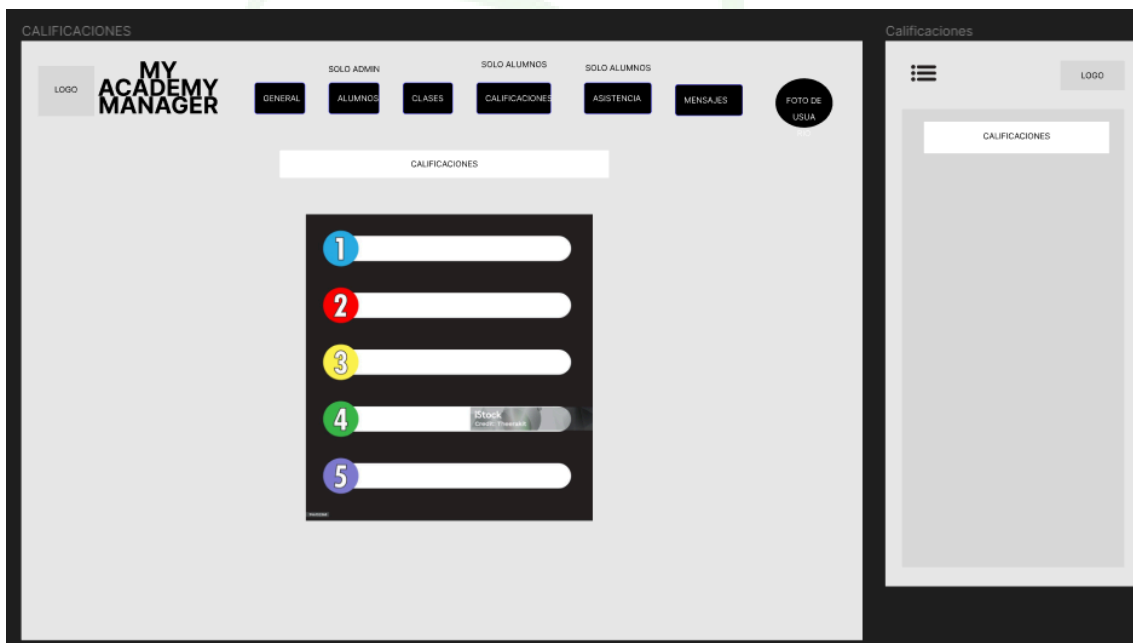 CALIFICACIONES
LOGO
MY
ACADEMY
MANAGER
SOLO ADMIN
SOLO ALUMNOS
SOLO ALUMNOS
GENERAL
ALUMNOS
CLASES
CALIFICACIONES
ASISTENCIA
MENSAJES
FOTO DE
USUA
CALIFICACIONES
1
2
3
4
iStock
5
Calificaciones
LOGO
CALIFICACIONES